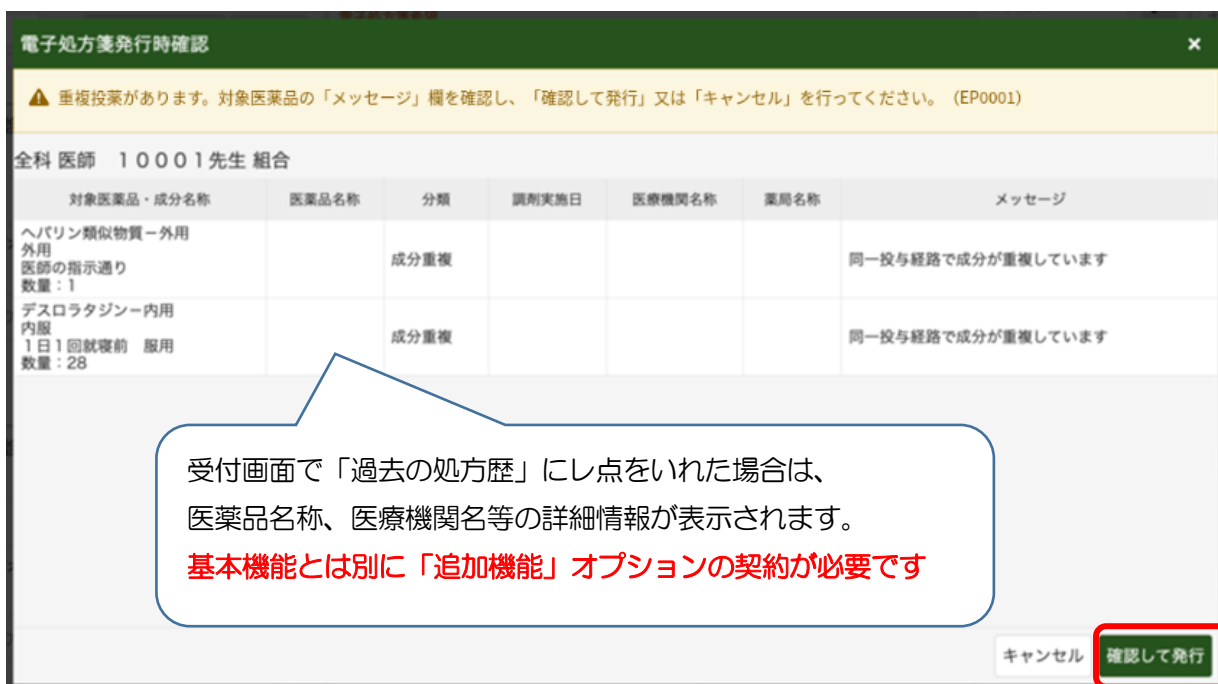 電子処方箋発行時確認 ×
重複投薬があります。対象医薬品の「メッセージ」欄を確認し、「確認して発行」又は「キャンセル」を行ってください。（EP0001）
全科 医師　１０００１先生 組合
対象医薬品・成分名称 医薬品名称 分類 調剤実施日 医療機関名称 薬局名称 メッセージ
ヘパリン類似物質－外用
外用
医師の指示通り
数量：1
成分重複
同一投与経路で成分が重複しています
デスロラタジン－内用
内服
１日１回就寝前　服用
数量：28
成分重複
同一投与経路で成分が重複しています
受付画面で「過去の処方歴」にし点をいれた場合は、
医薬品名称、医療機関名等の詳細情報が表示されます。
基本機能とは別に「追加機能」オプションの契約が必要です
キャンセル 確認して発行